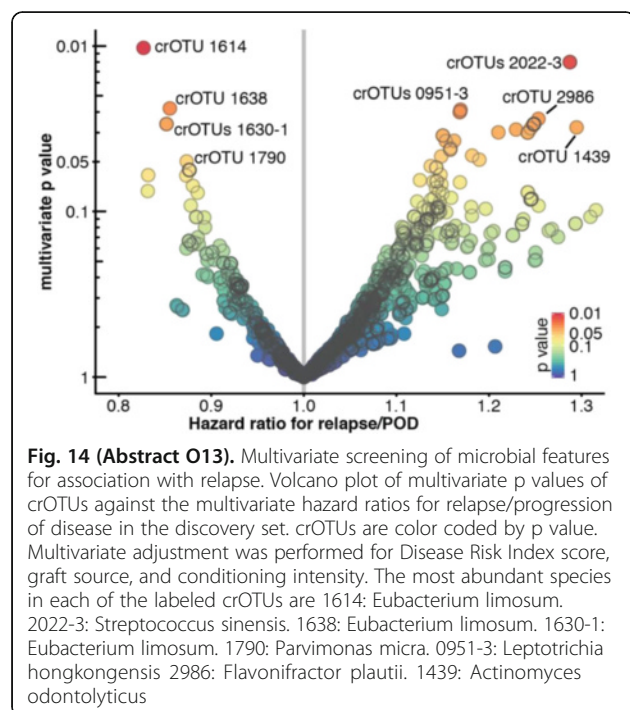 0.01
crOTU 1614
crOTUs 2022-3
crOTU 1638
crOTUs 0951-3
crOTU 2986
crOTUs 1630-1
0.05
crOTU 1790
crOTU 1439
0.1
multivariate p value
p value
0.01
0.05
0.1
1
1
0.8 0.9 1.0 1.1 1.2 1.3
Hazard ratio for relapse/POD
Fig. 14 (Abstract O13). Multivariate screening of microbial features
for association with relapse. Volcano plot of multivariate p values of
crOTUs against the multivariate hazard ratios for relapse/progression
of disease in the discovery set. crOTUs are color coded by p value.
Multivariate adjustment was performed for Disease Risk Index score,
graft source, and conditioning intensity. The most abundant species
in each of the labeled crOTUs are 1614: Eubacterium limosum.
2022-3: Streptococcus sinensis. 1638: Eubacterium limosum. 1630-1:
Eubacterium limosum. 1790: Parvimonas micra. 0951-3: Leptotrichia
hongkongensis 2986: Flavonifractor plautii. 1439: Actinomyces
odontolyticus